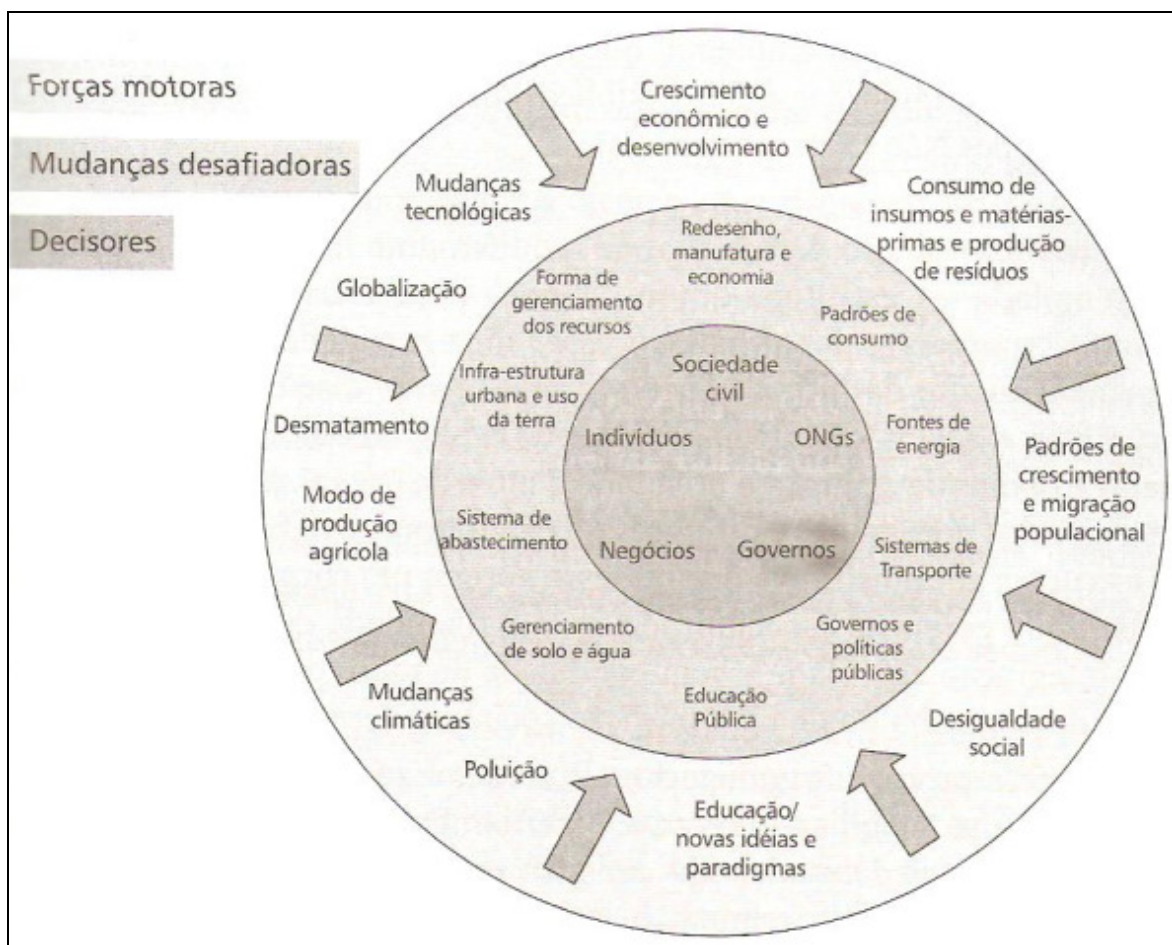 Forças motoras
Mudanças desafiadoras
Decisores
Crescimento
econômico e
desenvolvimento
Consumo de
insumos e matérias-
primas e produção
de resíduos
Padrões de
crescimento
e migração
populacional
Desigualdade
social
Educação/
novas idéias e
paradigmas
Poluição
Mudanças
climáticas
Modo de
produção
agrícola
Desmatamento
Globalização
Mudanças
tecnológicas
Redesenho,
manufatura e
economia
Padrões de
consumo
Fontes de
energia
Sistemas de
Transporte
Governos e
políticas
públicas
Educação
Pública
Gerenciamento
de solo e água
Sistema de
abastecimento
Infra-estrutura
urbana e uso
da terra
Forma de
gerenciamento
dos recursos
Sociedade
civil
Indivíduos
ONGs
Negócios
Governos